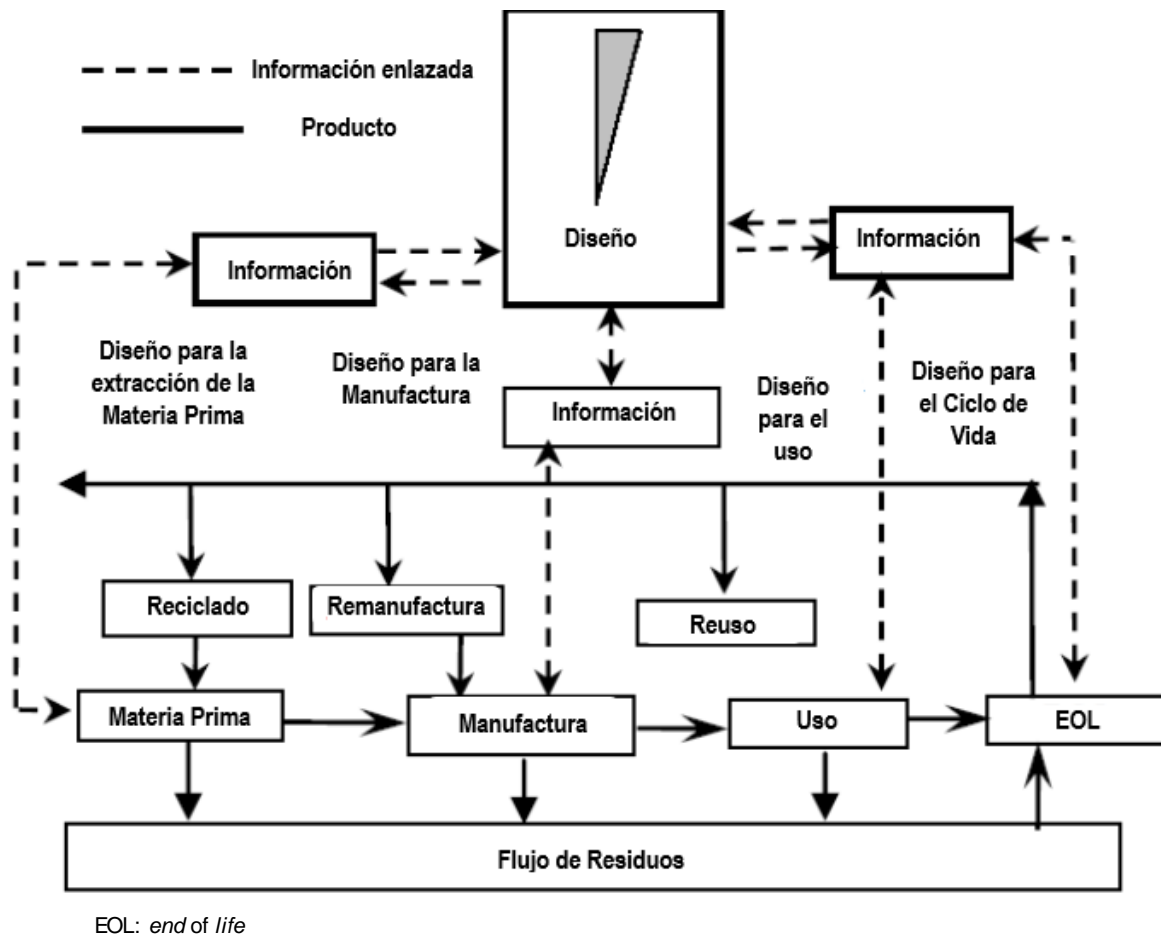 Información enlazada
Producto
Diseño
Información
Información
Diseño para la
extracción de la
Materia Prima
Diseño para la
Manufactura
Información
Diseño
para el
uso
Diseño para
el Ciclo de
Vida
Reciclado
Remanufactura
Reuso
Materia Prima
Manufactura
Uso
EOL
Flujo de Residuos
EOL: end of life